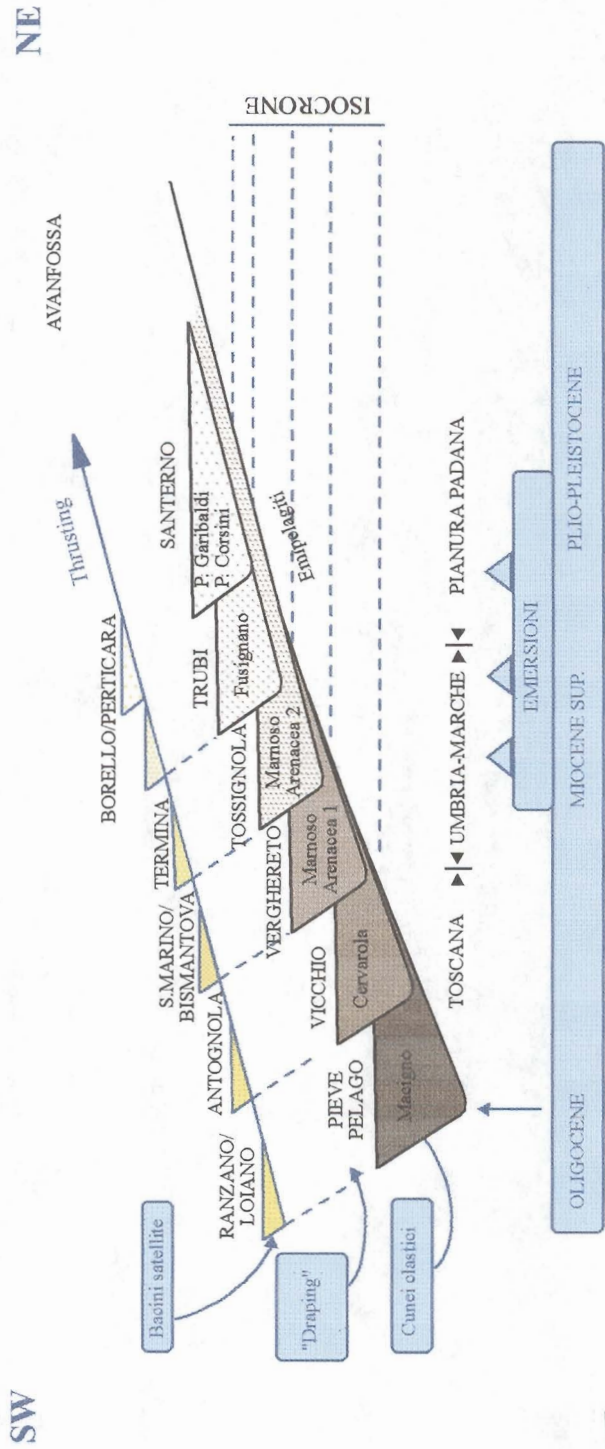 SW
NE
AVANFOSSA
Thrusting
BORELLO/PERTICARA
TERMINA
S.MARINO/
BISMANTOVA
ANTOGNOLA
RANZANO/
LOIANO
Bacini satellite
"Draping"
Cunei clastici
SANTERNO
P. Garibaldi
P. Corsini
TRUBI
Fusignano
TOSSIGNOLA
Marnoso
Arenacea 2
VERGHERETO
Marnoso
Arenacea 1
VICCHIO
Cervarola
PIEVE
PELAGO
Macigno
Emipelagiti
ISOCRONE
TOSCANA
UMBRIA-MARCHE
PIANURA PADANA
EMERSIONI
OLIGOCENE
MIOCENE SUP.
PLIO-PLEISTOCENE